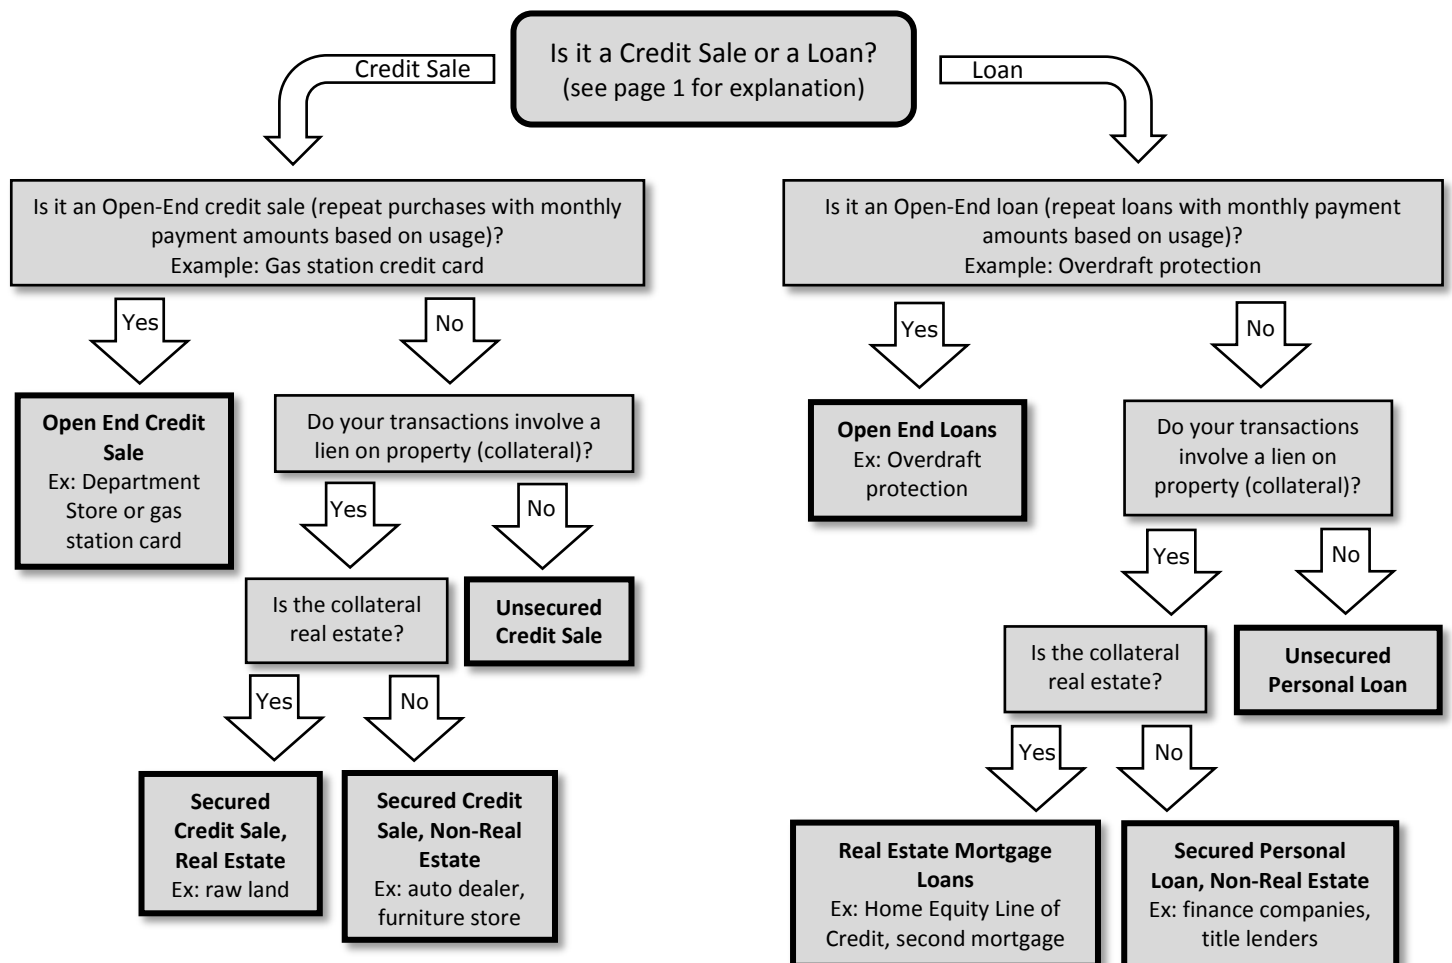 Is it a Credit Sale or a Loan?
(see page 1 for explanation)
Credit Sale
Loan
Is it an Open-End credit sale (repeat purchases with monthly
payment amounts based on usage)?
Example: Gas station credit card
Yes
No
Open End Credit
Sale
Ex: Department
Store or gas
station card
Do your transactions involve a
lien on property (collateral)?
Yes
No
Is the collateral
real estate?
Unsecured
Credit Sale
Yes
No
Secured
Credit Sale,
Real Estate
Ex: raw land
Secured Credit
Sale, Non-Real
Estate
Ex: auto dealer,
furniture store
Is it an Open-End loan (repeat loans with monthly payment
amounts based on usage)?
Example: Overdraft protection
Yes
No
Open End Loans
Ex: Overdraft
protection
Do your transactions
involve a lien on
property (collateral)?
Yes
No
Is the collateral
real estate?
Unsecured
Personal Loan
Yes
No
Real Estate Mortgage
Loans
Ex: Home Equity Line of
Credit, second mortgage
Secured Personal
Loan, Non-Real Estate
Ex: finance companies,
title lenders